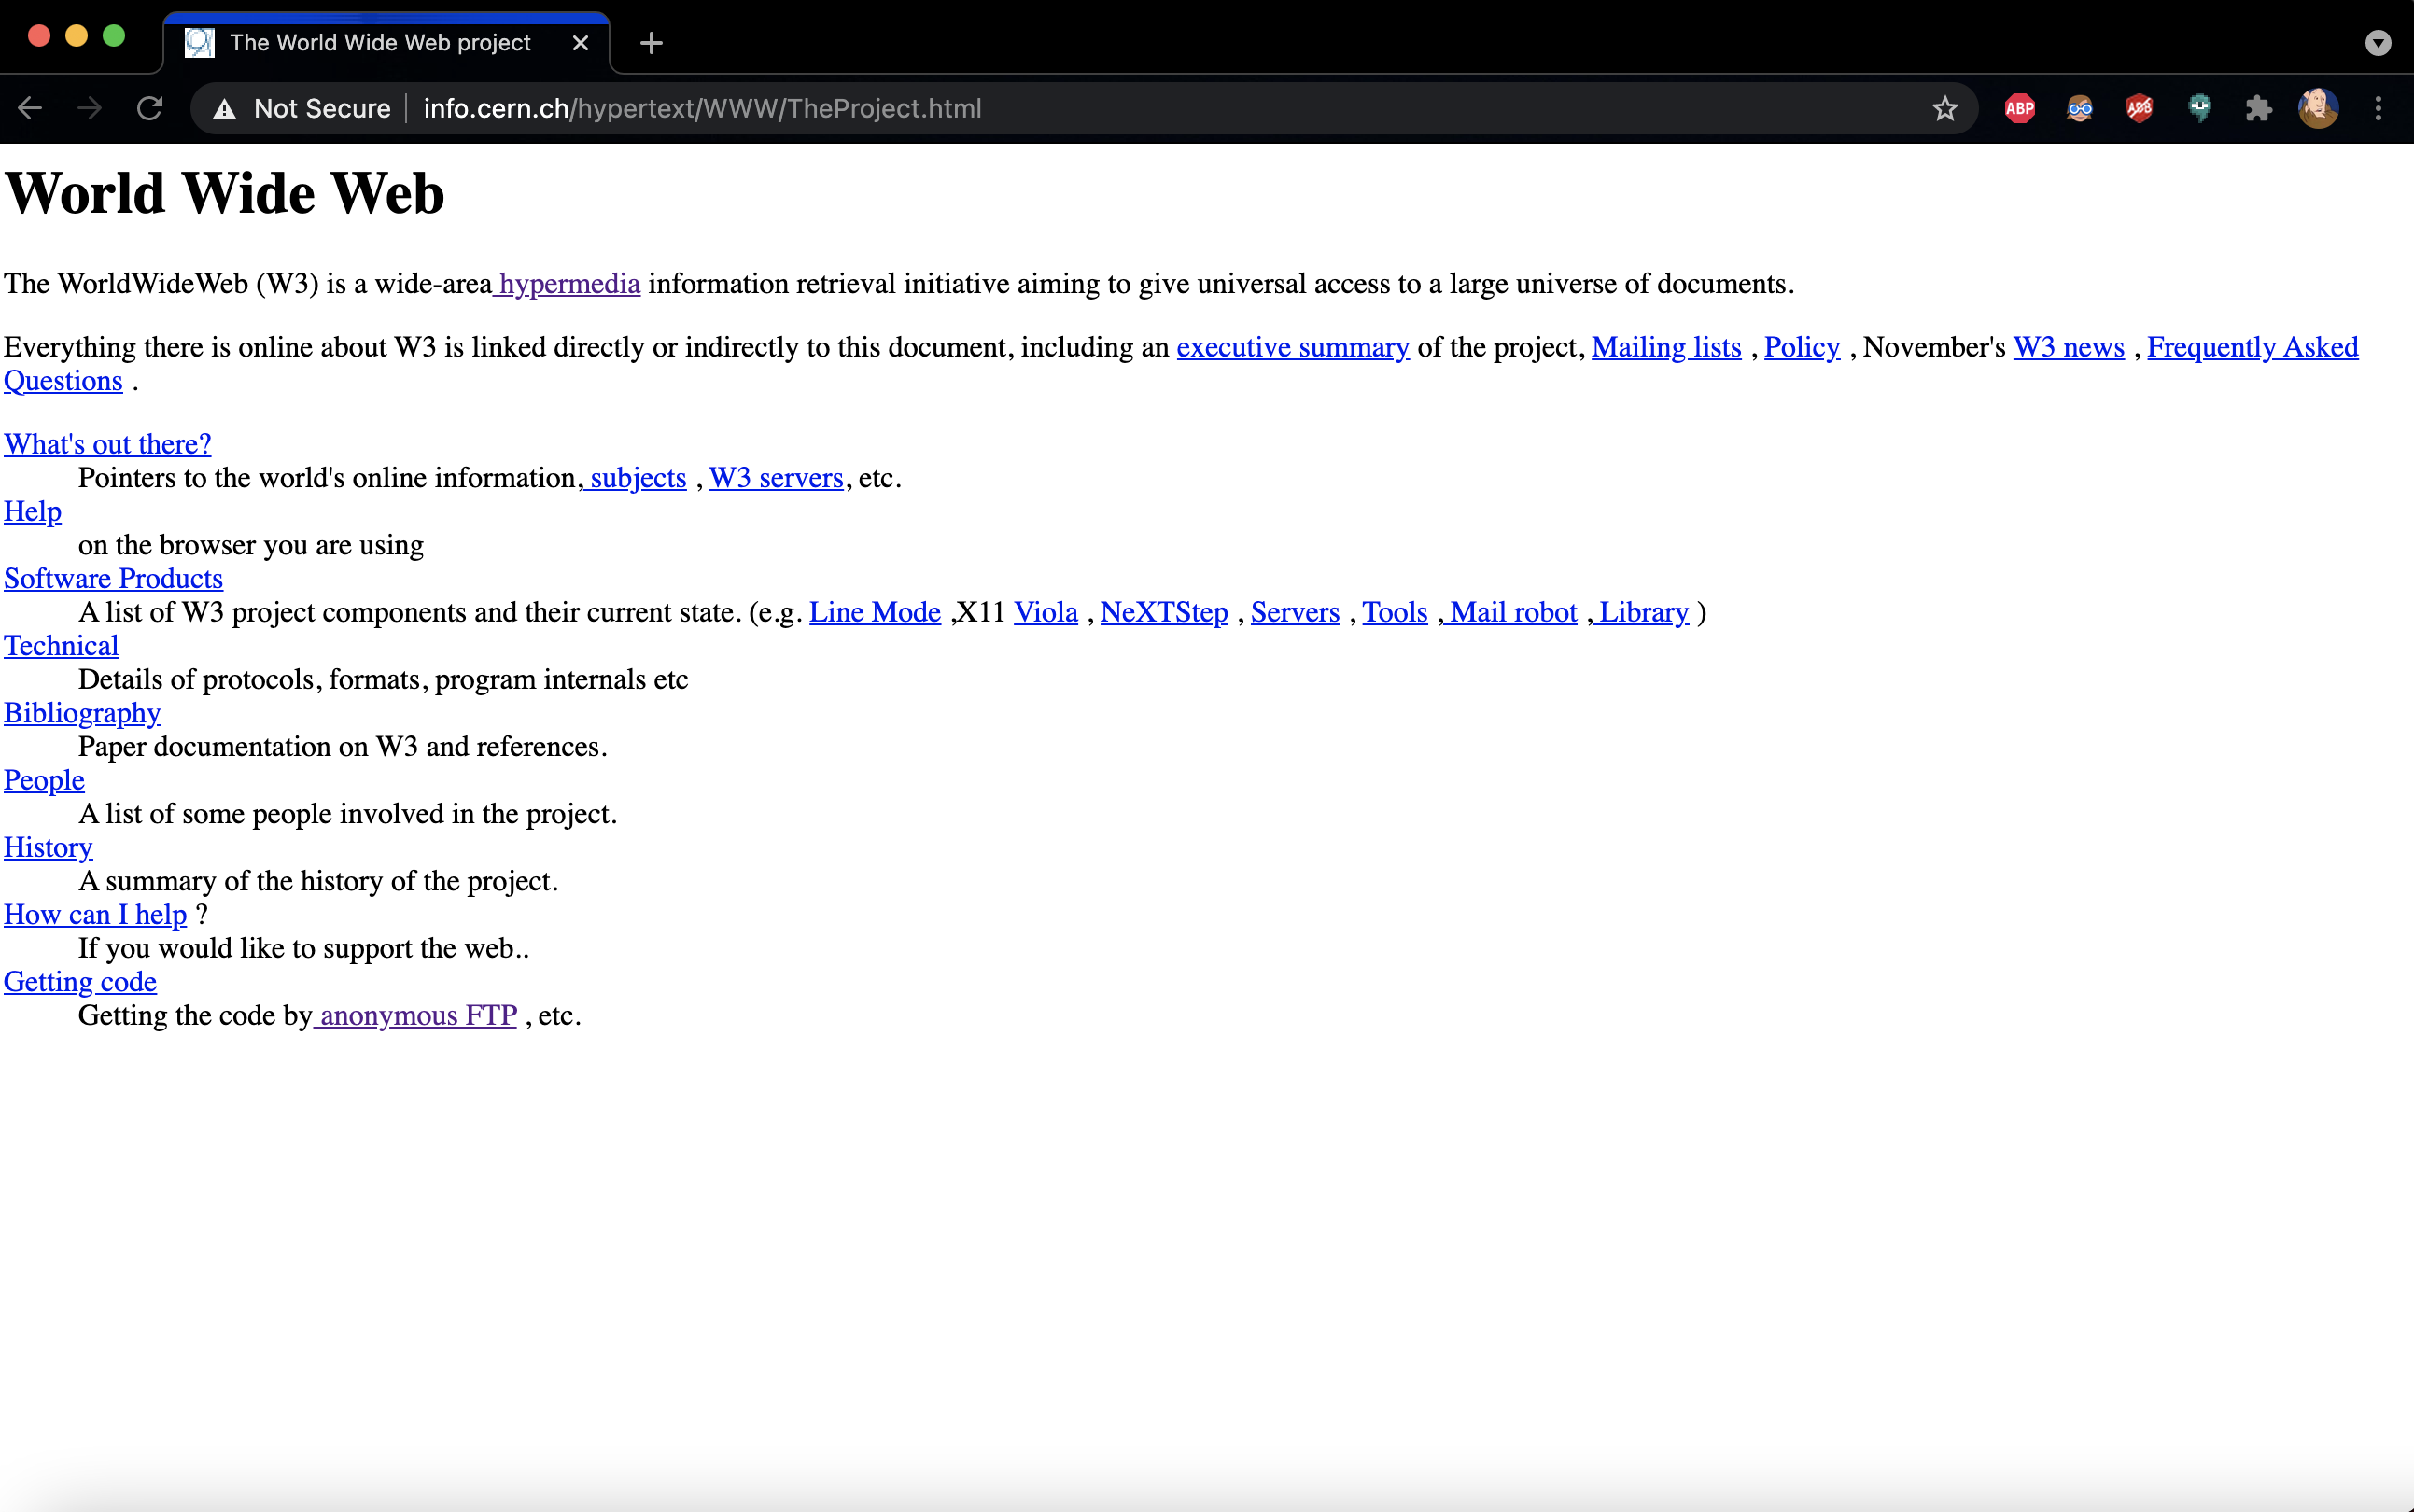 The World Wide Web project
Not Secure info.cern.ch/hypertext/WWW/TheProject.html ABP ADB
World Wide Web
The WorldWideWeb (W3) is a wide-area hypermedia information retrieval initiative aiming to give universal access to a large universe of documents.
Everything there is online about W3 is linked directly or indirectly to this document, including an executive summary of the project, Mailing lists , Policy , November's W3 news , Frequently Asked
Questions .
What's out there?
Pointers to the world's online information, subjects , W3 servers, etc.
Help
on the browser you are using
Software Products
A list of W3 project components and their current state. (e.g. Line Mode ,X11 Viola , NeXTStep , Servers , Tools , Mail robot , Library )
Technical
Details of protocols, formats, program internals etc
Bibliography
Paper documentation on W3 and references.
People
A list of some people involved in the project.
History
A summary of the history of the project.
How can I help ?
If you would like to support the web..
Getting code
Getting the code by anonymous FTP , etc.